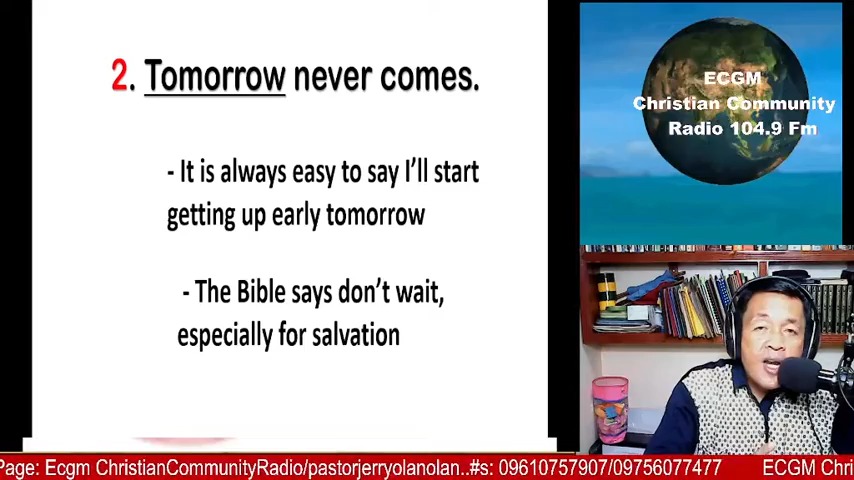 2. Tomorrow never comes.
- It is always easy to say I'll start
getting up early tomorrow
- The Bible says don't wait,
especially for salvation
ECGM
Christian Community
Radio 104.9 Fm
Page: Ecgm ChristianCommunityRadio/pastorjerryolanolan..#s: 09610757907/09756077477 ECGM Chri